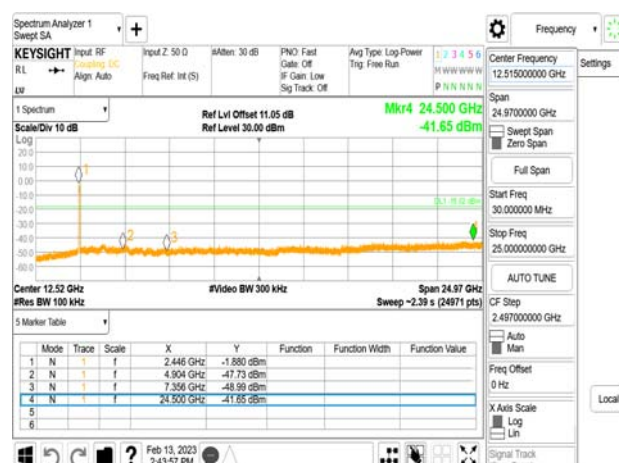 Spectrum Analyzer 1
Swept SA
Frequency
KEYSIGHT
Input: RF
Coupling: DC
Align: Auto
Input Z: 50 Ω
Freq Ref: Int (S)
#Atten: 30 dB
PNO: Fast
Gate: Off
IF Gain: Low
Sig Track: Off
Avg Type: Log-Power
Trig: Free Run
1 2 3 4 5 6
M W W W W W
P N N N N N
RL
LW
Settings
Center Frequency
12.515000000 GHz
Span
24.9700000 GHz
Swept Span
Zero Span
Full Span
Start Freq
30.000000 MHz
Stop Freq
25.000000000 GHz
AUTO TUNE
CF Step
2.497000000 GHz
Auto
Man
Freq Offset
0 Hz
X Axis Scale
Log
Lin
Signal Track
Local
1 Spectrum
Scale/Div 10 dB
Log
Ref Lvl Offset 11.05 dB
Ref Level 30.00 dBm
Mkr4 24.500 GHz
-41.65 dBm
20.0
10.0
0.00
-10.0
-20.0
-30.0
-40.0
-50.0
-60.0
1
2
3
Center 12.52 GHz
#Res BW 100 kHz
#Video BW 300 kHz
Span 24.97 GHz
Sweep ~2.39 s (24971 pts)
5 Marker Table
Mode Trace Scale X Y Function Function Width Function Value
1 N 1 f 2.446 GHz -1.880 dBm
2 N 1 f 4.904 GHz -47.73 dBm
3 N 1 f 7.356 GHz -48.99 dBm
4 N 1 f 24.500 GHz -41.65 dBm
5
6
Feb 13, 2023
2:43:57 PM